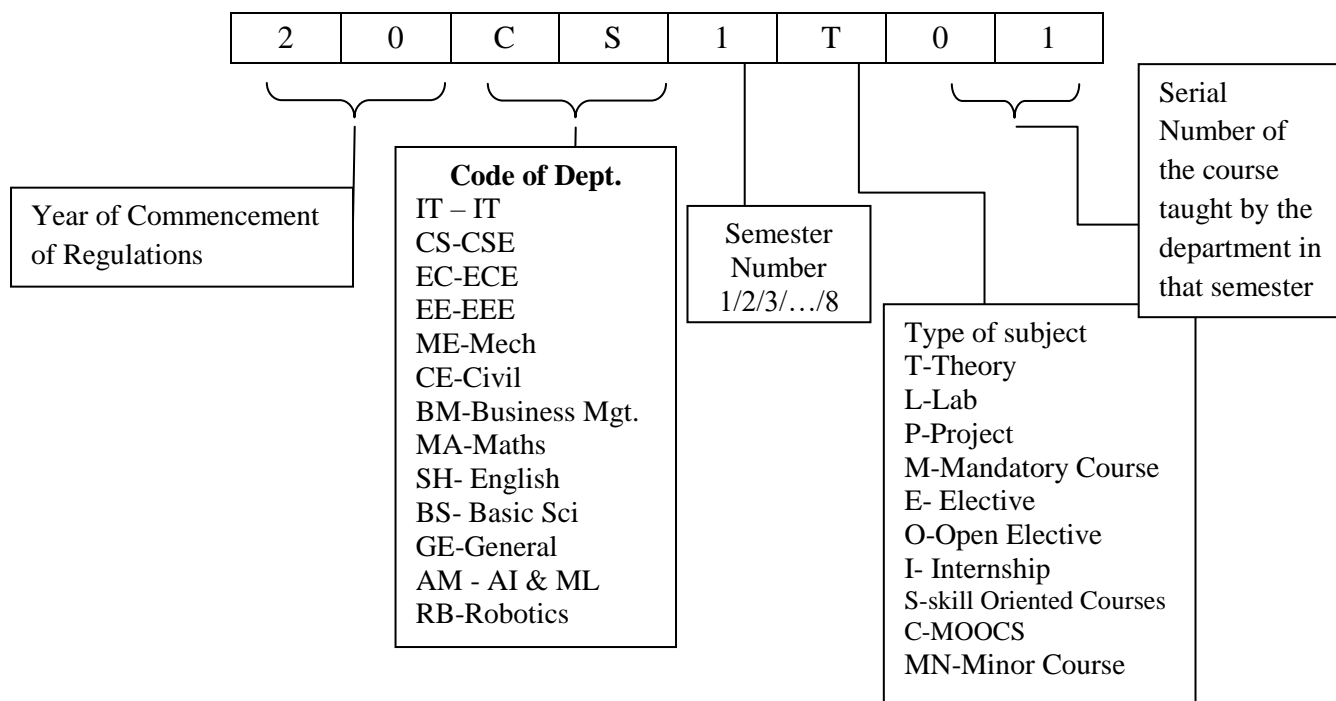 2 0 C S 1 T 0 1
Year of Commencement
of Regulations
Code of Dept.
IT – IT
CS-CSE
EC-ECE
EE-EEE
ME-Mech
CE-Civil
BM-Business Mgt.
MA-Maths
SH- English
BS- Basic Sci
GE-General
AM - AI & ML
RB-Robotics
Semester
Number
1/2/3/…/8
Type of subject
T-Theory
L-Lab
P-Project
M-Mandatory Course
E- Elective
O-Open Elective
I- Internship
S-skill Oriented Courses
C-MOOCS
MN-Minor Course
Serial
Number of
the course
taught by the
department in
that semester